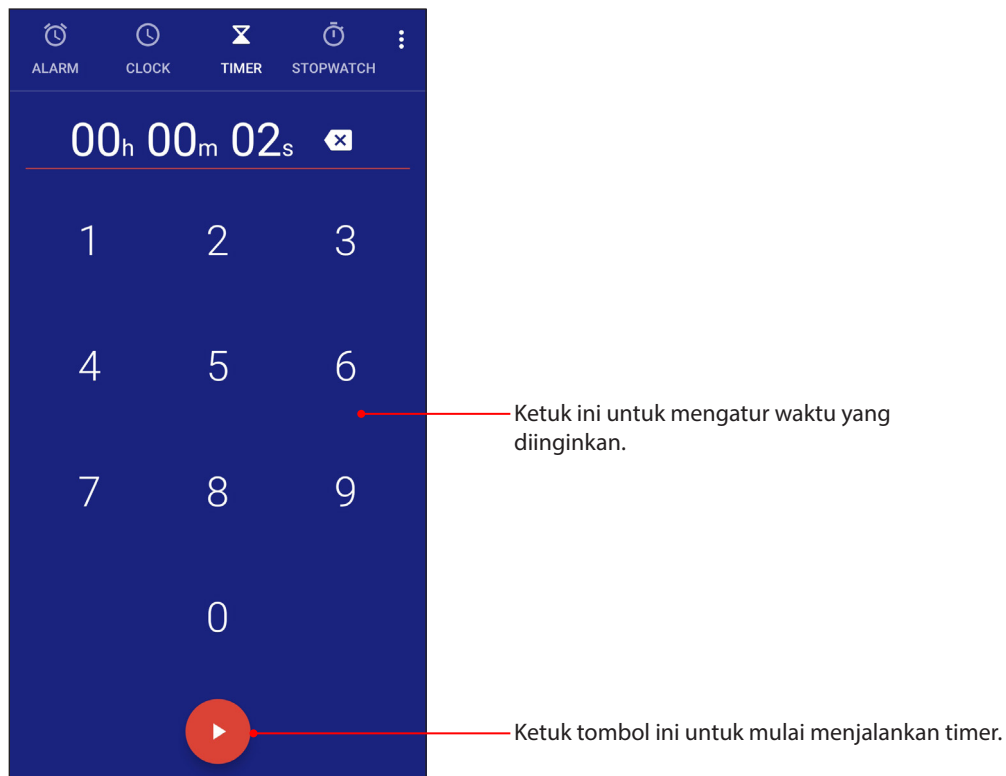 ALARM CLOCK TIMER STOPWATCH
00h 00m 02s
1 2 3
4 5 6
Ketuk ini untuk mengatur waktu yang
diinginkan.
7 8 9
0
Ketuk tombol ini untuk mulai menjalankan timer.